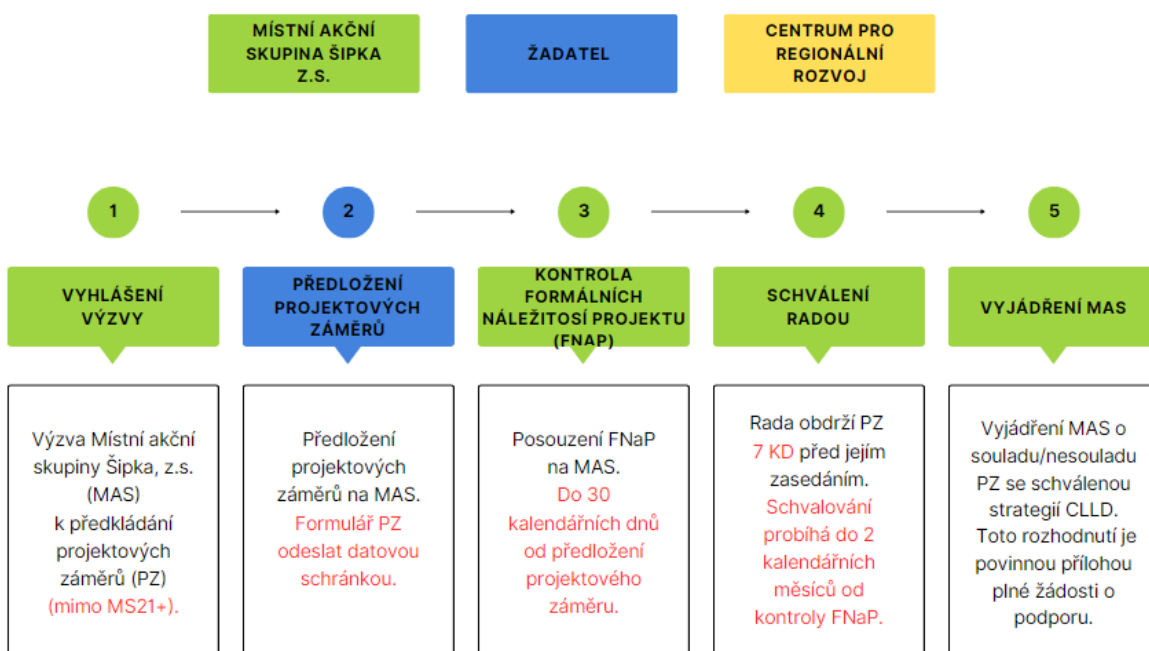 MÍSTNÍ AKČNÍ
SKUPINA ŠIPKA
Z.S.
ŽADATEL
CENTRUM PRO
REGIONÁLNÍ
ROZVOJ
1
2
3
4
5
VYHLÁŠENÍ
VÝZVY
PŘEDLOŽENÍ
PROJEKTOVÝCH
ZÁMĚRŮ
KONTROLA
FORMÁLNÍCH
NÁLEŽITOSÍ PROJEKTU
(FNAP)
SCHVÁLENÍ
RADOU
VYJÁDŘENÍ MAS
Výzva Místní akční
skupiny Šipka, z.s.
(MAS)
k předkládání
projektových
záměrů (PZ)
(mimo MS21+).
Předložení
projektových
záměrů na MAS.
Formulář PZ
odeslat datovou
schránkou.
Posouzení FNaP
na MAS.
Do 30
kalendářních dnů
od předložení
projektového
záměru.
Rada obdrží PZ
7 KD před jejím
zasedáním.
Schvalování
probíhá do 2
kalendářních
měsíců od
kontroly FNaP.
Vyjádření MAS o
souladu/nesouladu
PZ se schválenou
strategií CLLD.
Toto rozhodnutí je
povinnou přílohou
plné žádosti o
podporu.